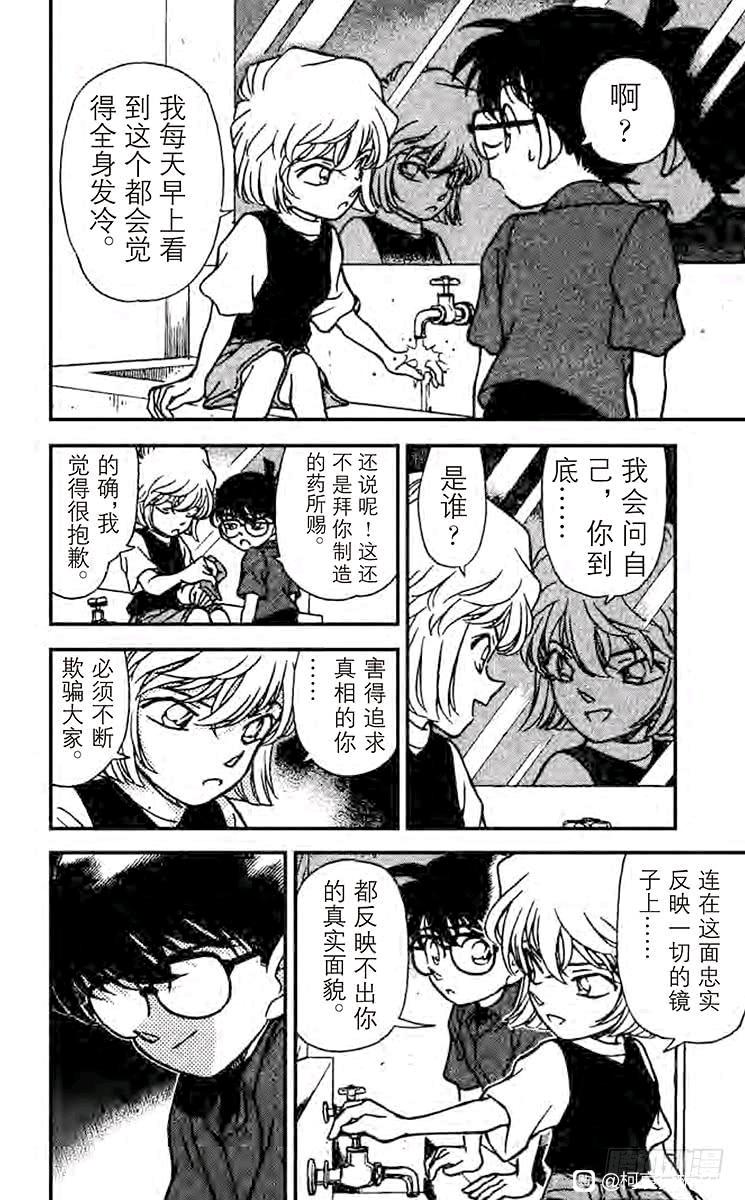 啊？
我每天早上看
到这个都会觉
得全身发冷。
我会问自
己，你到
底……
是谁？
还说呢！这还
不是拜你制造
的药所赐。
的确，我
觉得很抱歉。
害得追求
真相的你
……
必须不断
欺骗大家。
连在这面忠实
反映一切的镜
子上……
都反映不出你
的真实面貌。